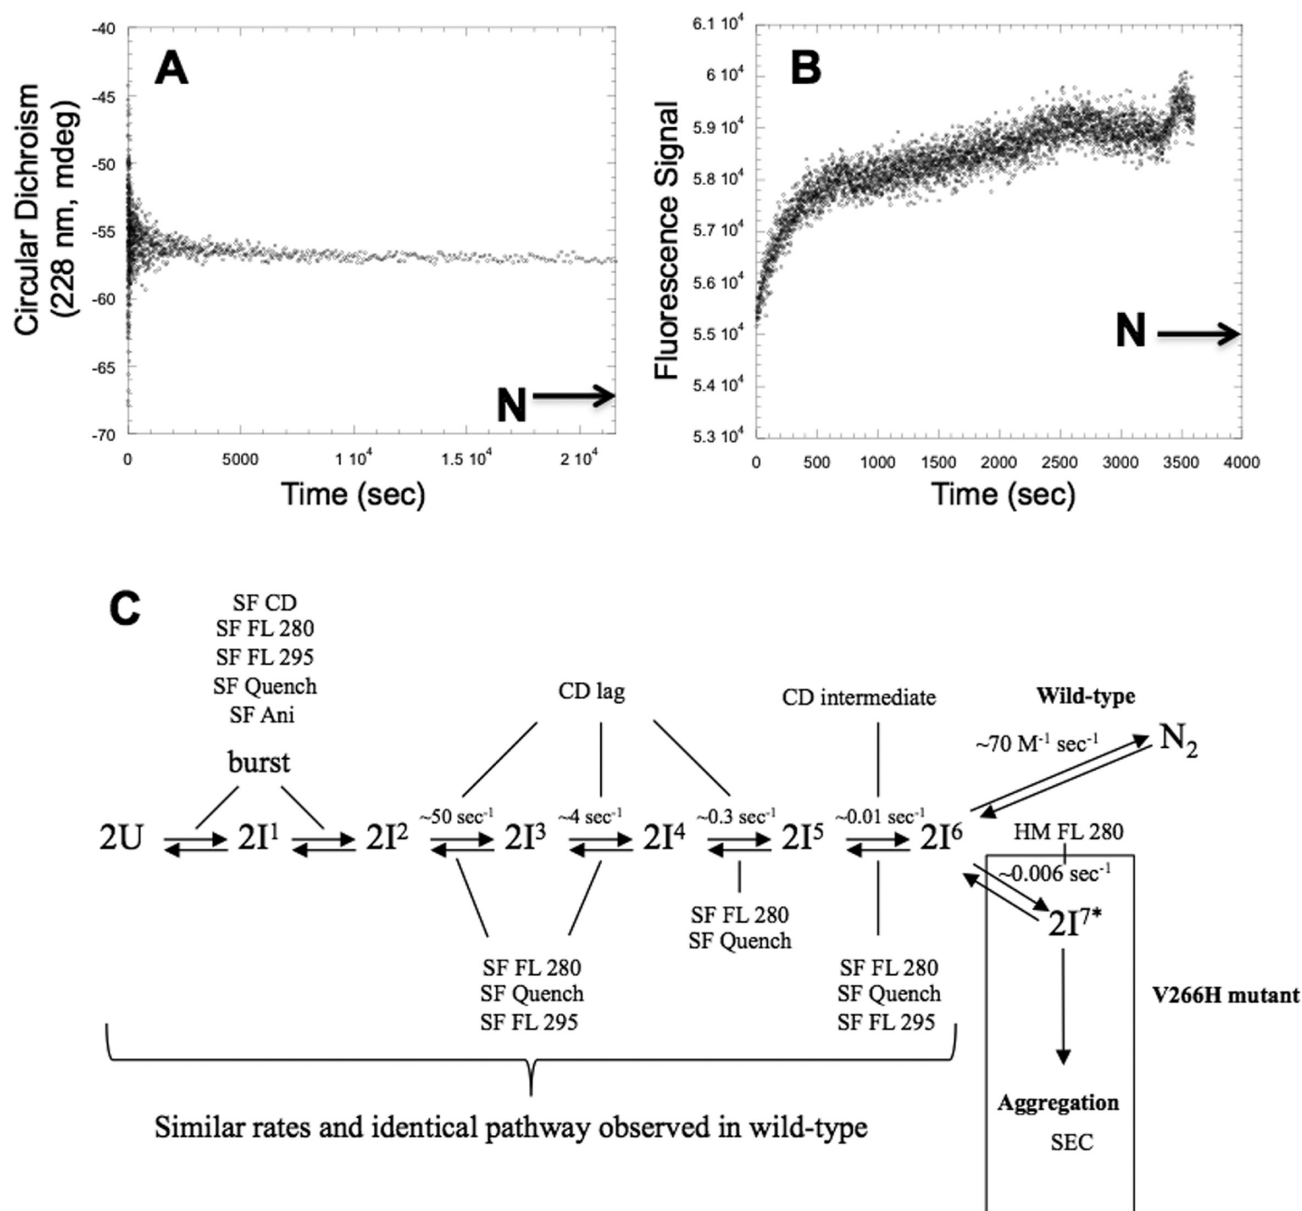 A
Circular Dichroism
(228 nm, mdeg)
-40
-45
-50
-55
-60
-65
-70
N
0
5000
1 10⁴
1.5 10⁴
2 10⁴
Time (sec)
B
Fluorescence Signal
6.1 10⁴
6 10⁴
5.9 10⁴
5.8 10⁴
5.7 10⁴
5.6 10⁴
5.5 10⁴
5.4 10⁴
5.3 10⁴
N
0
500
1000
1500
2000
2500
3000
3500
4000
Time (sec)
C
SF CD
SF FL 280
SF FL 295
SF Quench
SF Ani
burst
CD lag
CD intermediate
Wild-type
~70 M⁻¹ sec⁻¹
N₂
2U
2I¹
2I²
~50 sec⁻¹
2I³
~4 sec⁻¹
2I⁴
~0.3 sec⁻¹
2I⁵
~0.01 sec⁻¹
2I⁶
HM FL 280
~0.006 sec⁻¹
2I⁷*
SF FL 280
SF Quench
SF FL 295
SF FL 280
SF Quench
SF FL 280
SF Quench
SF FL 295
V266H mutant
Aggregation
SEC
Similar rates and identical pathway observed in wild-type